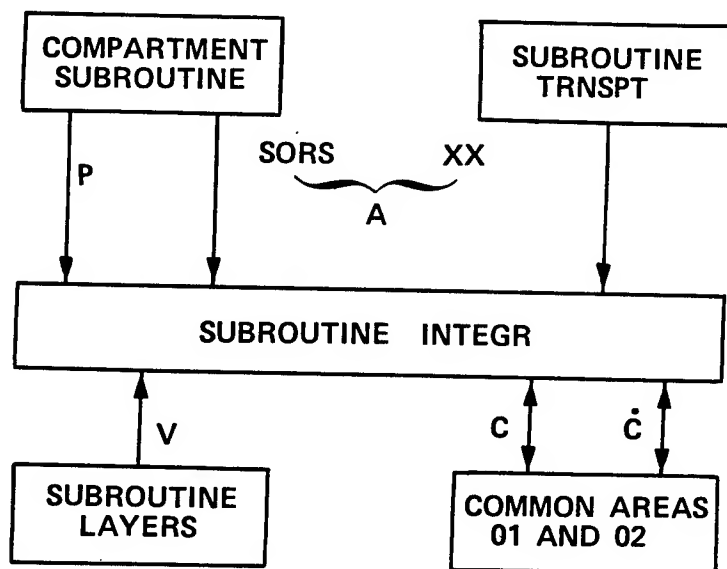 COMPARTMENT
SUBROUTINE
SUBROUTINE
TRNSPT
P
SORS
XX
A
SUBROUTINE INTEGR
V
C
Ċ
SUBROUTINE
LAYERS
COMMON AREAS
01 AND 02